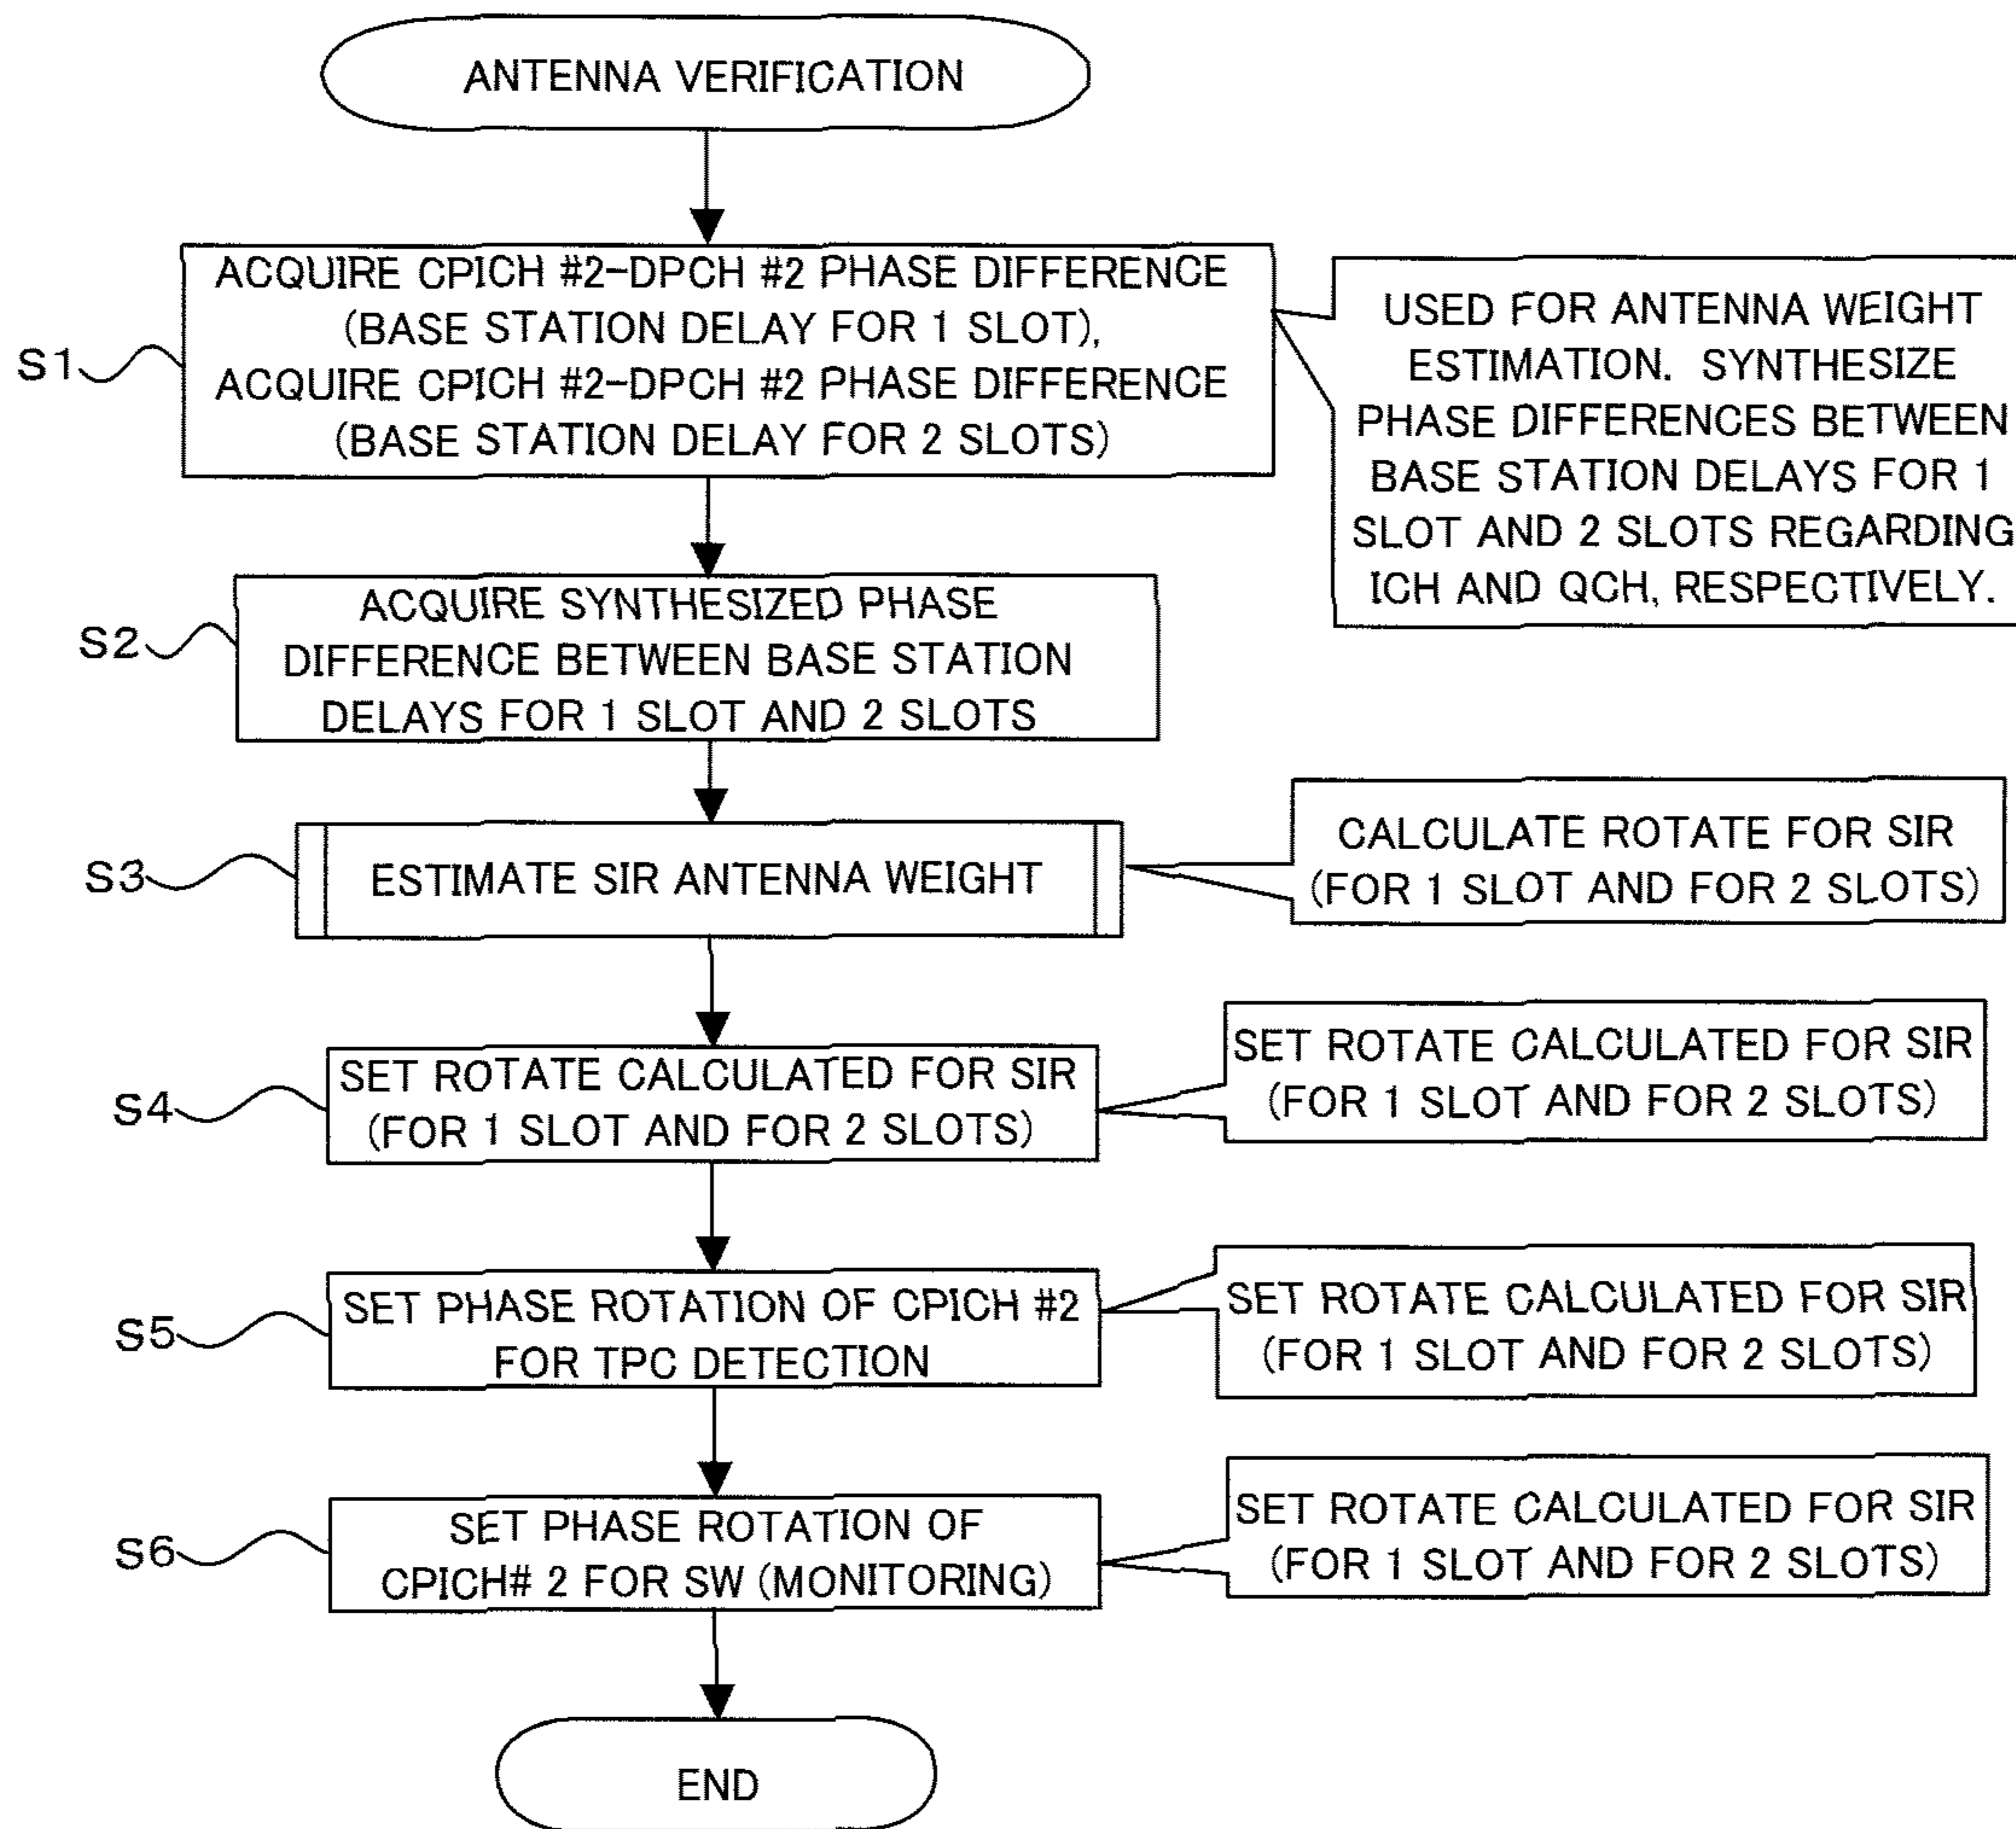 ANTENNA VERIFICATION
S1
ACQUIRE CPICH #2-DPCH #2 PHASE DIFFERENCE
(BASE STATION DELAY FOR 1 SLOT),
ACQUIRE CPICH #2-DPCH #2 PHASE DIFFERENCE
(BASE STATION DELAY FOR 2 SLOTS)
USED FOR ANTENNA WEIGHT
ESTIMATION. SYNTHESIZE
PHASE DIFFERENCES BETWEEN
BASE STATION DELAYS FOR 1
SLOT AND 2 SLOTS REGARDING
ICH AND QCH, RESPECTIVELY.
S2
ACQUIRE SYNTHESIZED PHASE
DIFFERENCE BETWEEN BASE STATION
DELAYS FOR 1 SLOT AND 2 SLOTS
S3
ESTIMATE SIR ANTENNA WEIGHT
CALCULATE ROTATE FOR SIR
(FOR 1 SLOT AND FOR 2 SLOTS)
S4
SET ROTATE CALCULATED FOR SIR
(FOR 1 SLOT AND FOR 2 SLOTS)
SET ROTATE CALCULATED FOR SIR
(FOR 1 SLOT AND FOR 2 SLOTS)
S5
SET PHASE ROTATION OF CPICH #2
FOR TPC DETECTION
SET ROTATE CALCULATED FOR SIR
(FOR 1 SLOT AND FOR 2 SLOTS)
S6
SET PHASE ROTATION OF
CPICH# 2 FOR SW (MONITORING)
SET ROTATE CALCULATED FOR SIR
(FOR 1 SLOT AND FOR 2 SLOTS)
END